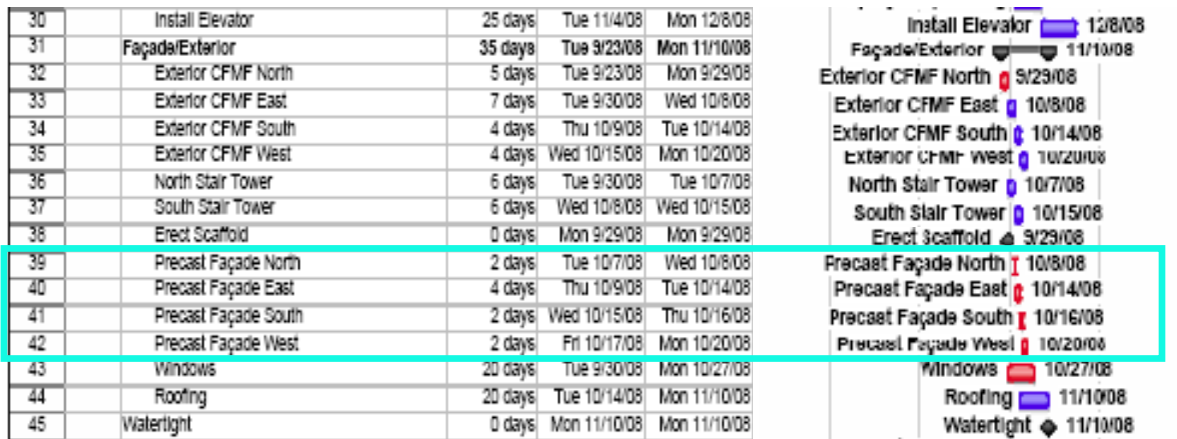 30 Install Elevator 25 days Tue 11/4/08 Mon 12/8/08 Install Elevator 12/8/08
31 Façade/Exterior 35 days Tue 9/23/08 Mon 11/10/08 Façade/Exterior 11/10/08
32 Exterior CFMF North 5 days Tue 9/23/08 Mon 9/29/08 Exterior CFMF North 9/29/08
33 Exterior CFMF East 7 days Tue 9/30/08 Wed 10/8/08 Exterior CFMF East 10/8/08
34 Exterior CFMF South 4 days Thu 10/9/08 Tue 10/14/08 Exterior CFMF South 10/14/08
35 Exterior CFMF West 4 days Wed 10/15/08 Mon 10/20/08 Exterior CFMF West 10/20/08
36 North Stair Tower 6 days Tue 9/30/08 Tue 10/7/08 North Stair Tower 10/7/08
37 South Stair Tower 6 days Wed 10/8/08 Wed 10/15/08 South Stair Tower 10/15/08
38 Erect Scaffold 0 days Mon 9/29/08 Mon 9/29/08 Erect Scaffold 9/29/08
39 Precast Façade North 2 days Tue 10/7/08 Wed 10/8/08 Precast Façade North 10/8/08
40 Precast Façade East 4 days Thu 10/9/08 Tue 10/14/08 Precast Façade East 10/14/08
41 Precast Façade South 2 days Wed 10/15/08 Thu 10/16/08 Precast Façade South 10/16/08
42 Precast Façade West 2 days Fri 10/17/08 Mon 10/20/08 Precast Façade West 10/20/08
43 Windows 20 days Tue 9/30/08 Mon 10/27/08 Windows 10/27/08
44 Roofing 20 days Tue 10/14/08 Mon 11/10/08 Roofing 11/10/08
45 Watertight 0 days Mon 11/10/08 Mon 11/10/08 Watertight 11/10/08